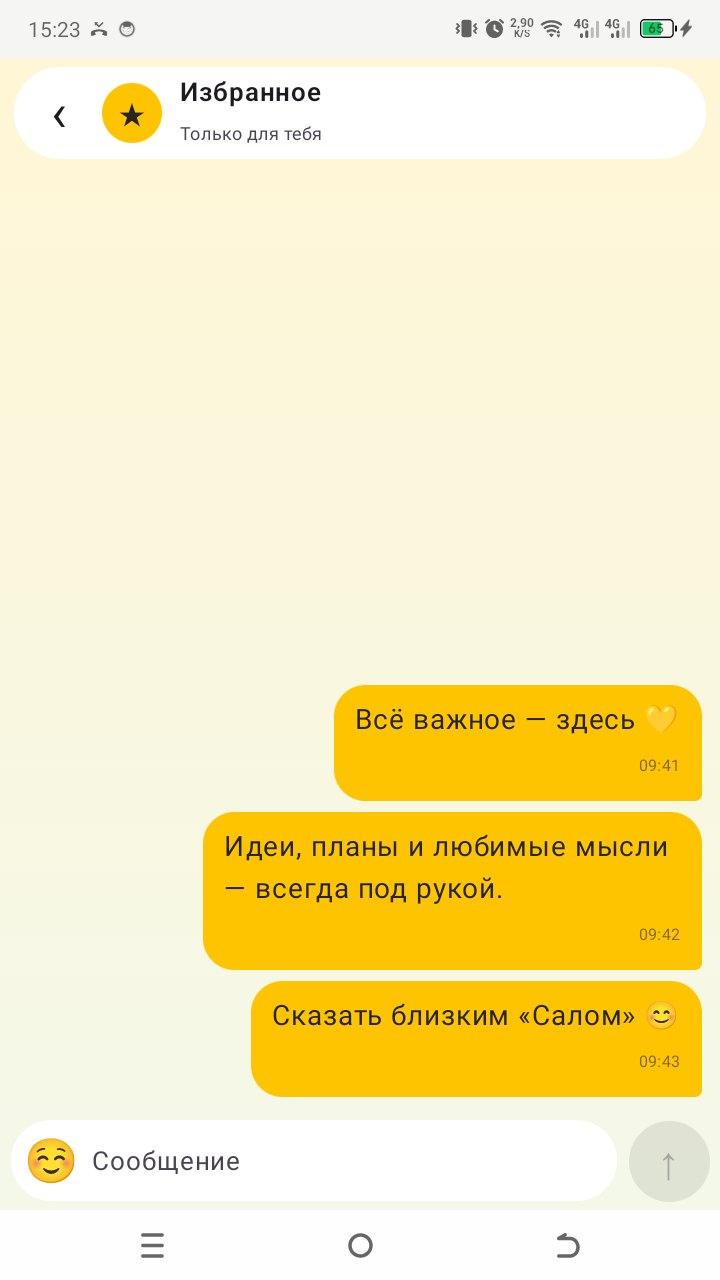 15:23
2,90
K/S
4G
4G
65
Избранное
Только для тебя
Всё важное — здесь 💛
09:41
Идеи, планы и любимые мысли
— всегда под рукой.
09:42
Сказать близким «Салом» 😊
09:43
Сообщение